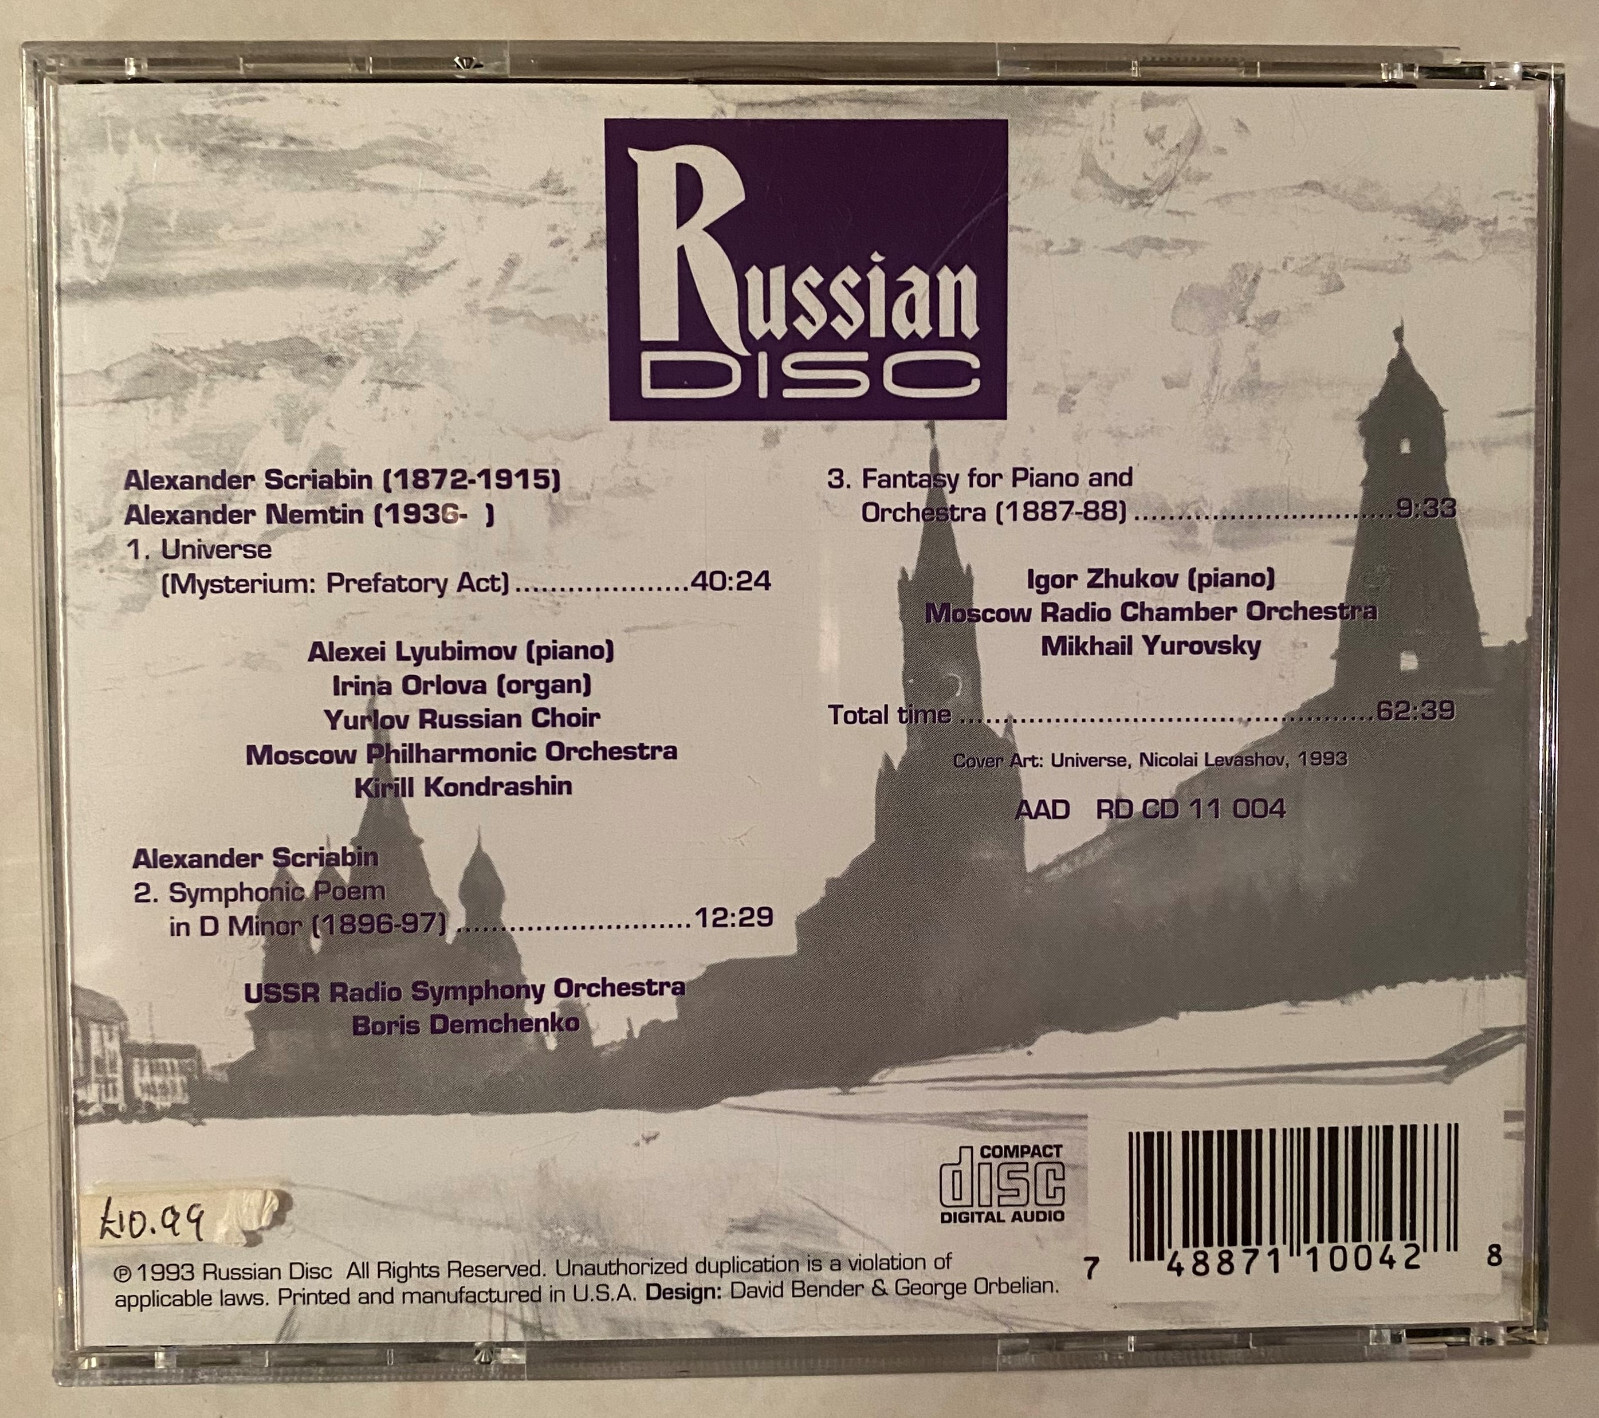 Russian
DISC
Alexander Scriabin (1872-1915)
Alexander Nemtin (1936-  )
1. Universe
(Mysterium: Prefatory Act)...................40:24
Alexei Lyubimov (piano)
Irina Orlova (organ)
Yurlov Russian Choir
Moscow Philharmonic Orchestra
Kirill Kondrashin
Alexander Scriabin
2. Symphonic Poem
in D Minor (1896-97)..........................12:29
USSR Radio Symphony Orchestra
Boris Demchenko
3. Fantasy for Piano and
Orchestra (1887-88).............................9:33
Igor Zhukov (piano)
Moscow Radio Chamber Orchestra
Mikhail Yurovsky
Total time...............................................62:39
Cover Art: Universe, Nicolai Levashov, 1993
AAD RD CD 11 004
COMPACT
disc
DIGITAL AUDIO
7 48871 10042 8
£10.99
℗1993 Russian Disc All Rights Reserved. Unauthorized duplication is a violation of
applicable laws. Printed and manufactured in U.S.A. Design: David Bender & George Orbelian.